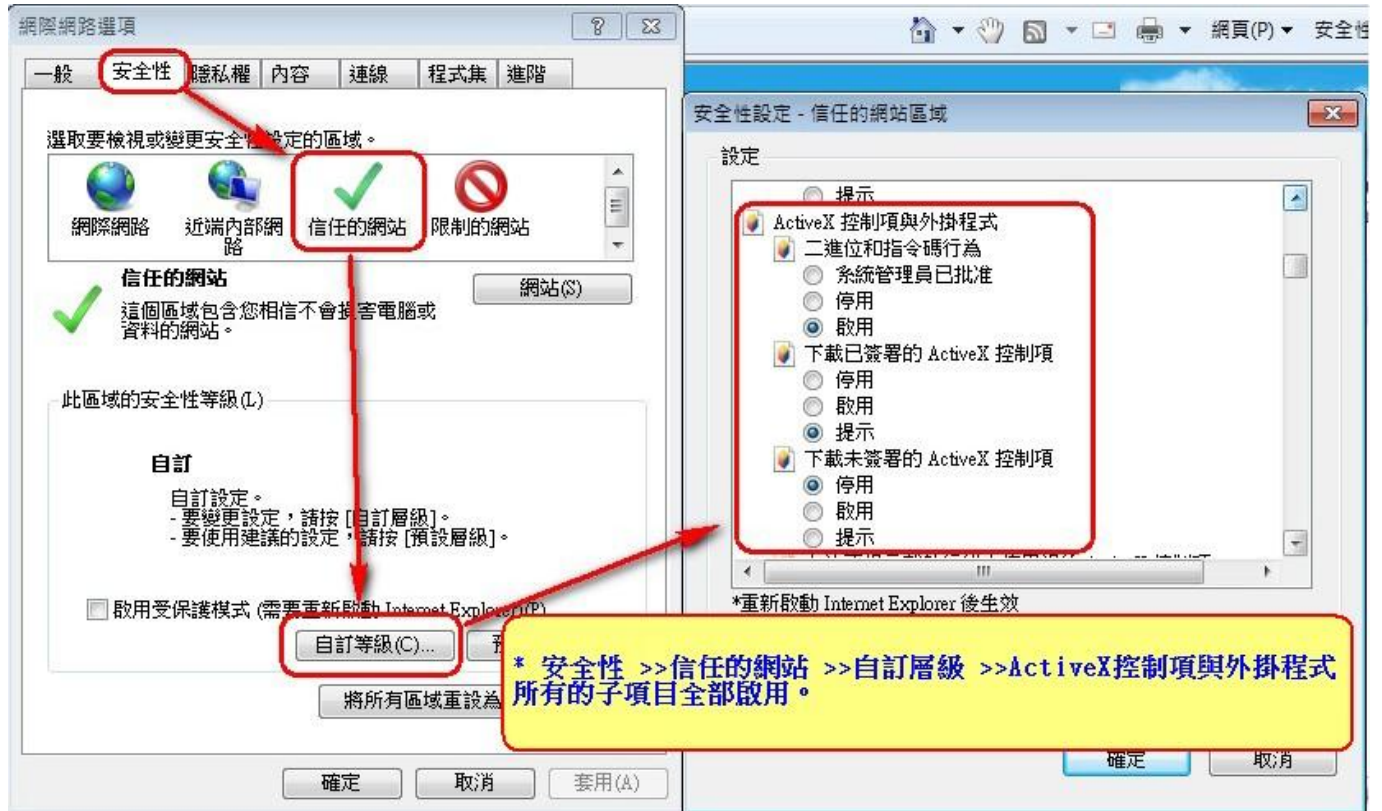 網際網路選項
網頁(P)
一般 安全性 隱私權 內容 連線 程式集 進階
選取要檢視或變更安全性設定的區域。
網際網路
近端內部網路
信任的網站
限制的網站
信任的網站
網站(S)
這個區域包含您相信不會損害電腦或
資料的網站。
此區域的安全性等級(L)
自訂
自訂設定。
- 要變更設定，請按 [自訂層級]。
- 要使用建議的設定，請按 [預設層級]。
啟用受保護模式 (需要重新啟動 Internet Explorer)(P)
自訂等級(C)...
將所有區域重設為
確定 取消 套用(A)
安全性設定 - 信任的網站區域
設定
提示
ActiveX 控制項與外掛程式
二進位和指令碼行為
系統管理員已批准
停用
啟用
下載已簽署的 ActiveX 控制項
停用
啟用
提示
下載未簽署的 ActiveX 控制項
停用
啟用
提示
*重新啟動 Internet Explorer 後生效
* 安全性 >>信任的網站 >>自訂層級 >>ActiveX控制項與外掛程式
所有的子項目全部啟用。
確定 取消